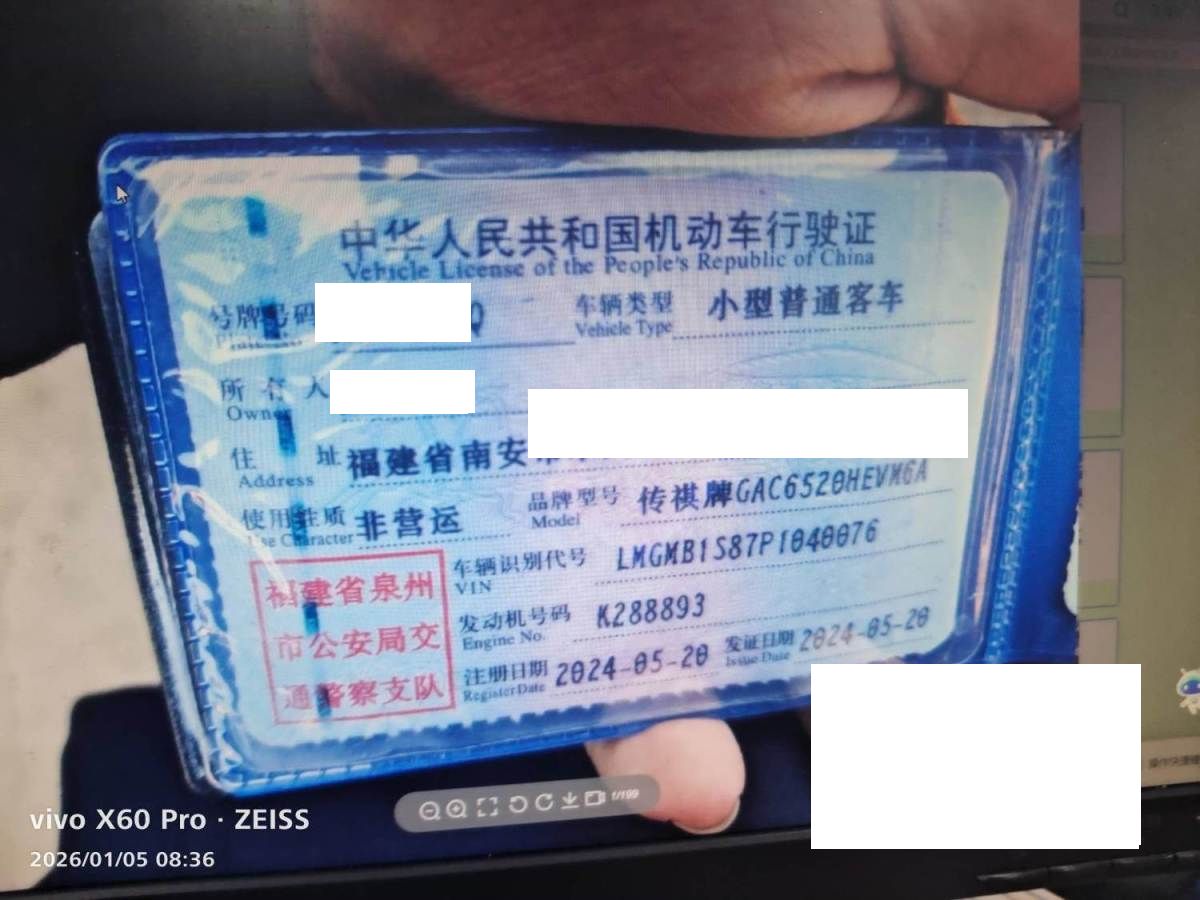 中华人民共和国机动车行驶证
Vehicle License of the People's Republic of China
号牌号码 Q 车辆类型 小型普通客车
Vehicle Type
所有人
Owner
住址 福建省南安
Address
使用性质 非营运 品牌型号 传祺牌GAC6520HEVM6A
Use Character Model
车辆识别代号 LMGMB1S87P1040076
VIN
发动机号码 K288893
Engine No.
注册日期 2024-05-20 发证日期 2024-05-20
Register Date Issue Date
福建省泉州
市公安局交
通警察支队
1/199
vivo X60 Pro · ZEISS
2026/01/05 08:36